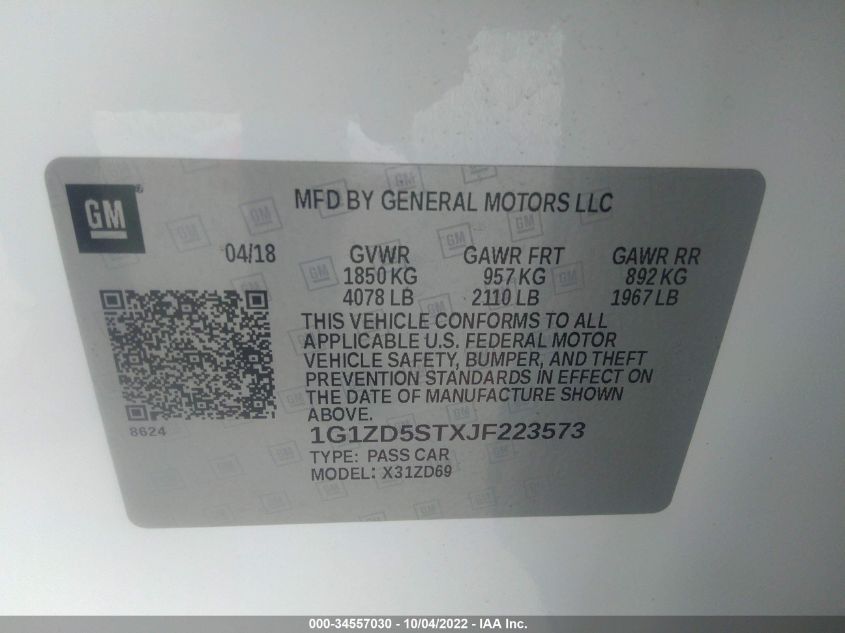 GM
MFD BY GENERAL MOTORS LLC
04/18 GVWR GAWR FRT GAWR RR
1850 KG 957 KG 892 KG
4078 LB 2110 LB 1967 LB
THIS VEHICLE CONFORMS TO ALL
APPLICABLE U.S. FEDERAL MOTOR
VEHICLE SAFETY, BUMPER, AND THEFT
PREVENTION STANDARDS IN EFFECT ON
THE DATE OF MANUFACTURE SHOWN
ABOVE.
8624
1G1ZD5STXJF223573
TYPE: PASS CAR
MODEL: X31ZD69
000-34557030 - 10/04/2022 - IAA Inc.